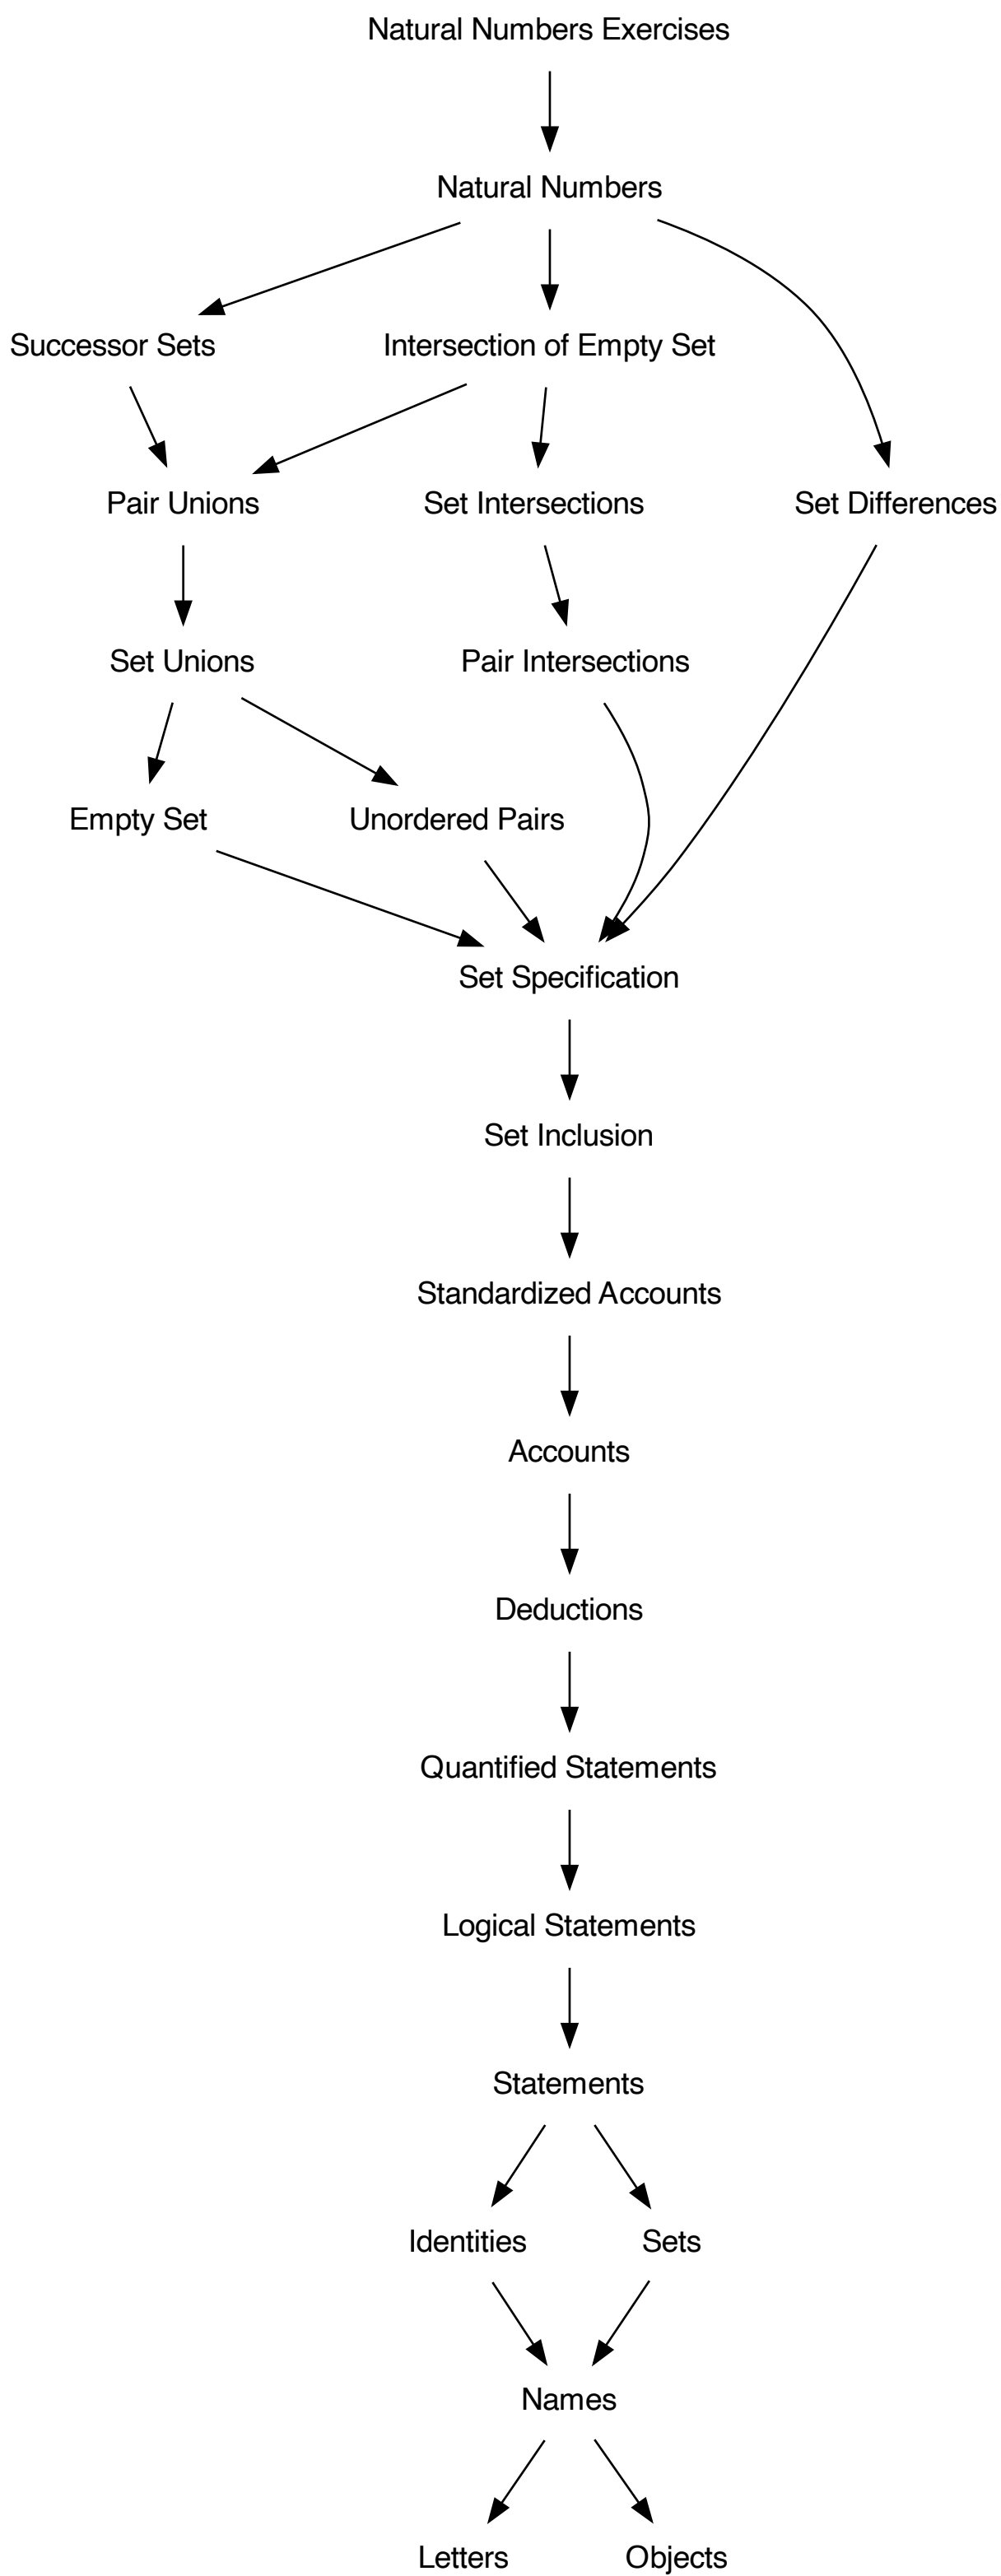 Natural Numbers Exercises
Natural Numbers
Successor Sets
Intersection of Empty Set
Pair Unions
Set Intersections
Set Differences
Set Unions
Pair Intersections
Empty Set
Unordered Pairs
Set Specification
Set Inclusion
Standardized Accounts
Accounts
Deductions
Quantified Statements
Logical Statements
Statements
Identities
Sets
Names
Letters
Objects